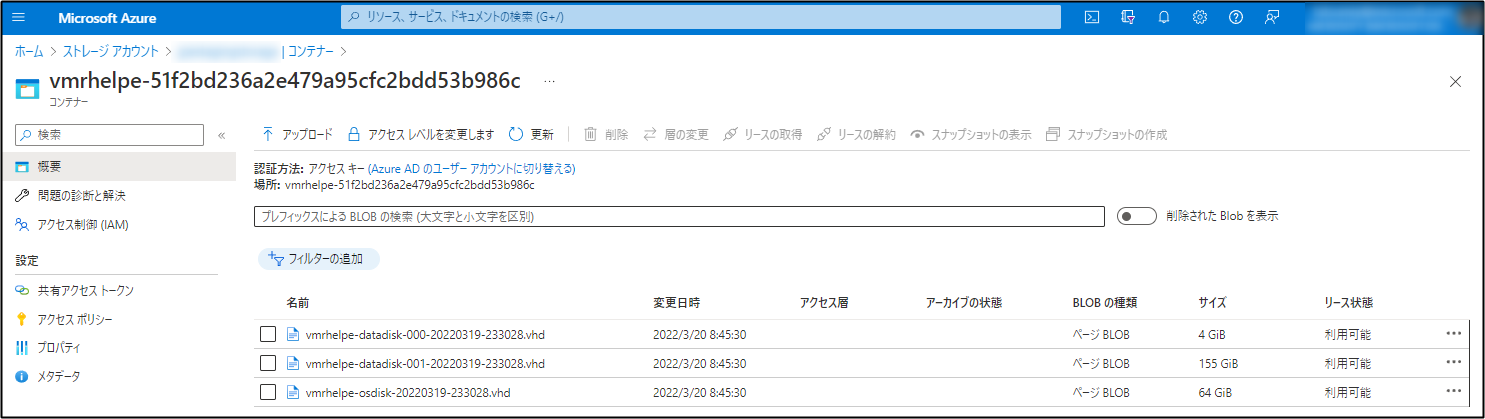 Microsoft Azure
リソース、サービス、ドキュメントの検索 (G+/)
ホーム > ストレージ アカウント > | コンテナー >
vmrhelpe-51f2bd236a2e479a95cfc2bdd53b986c ...
コンテナー
検索
«
アップロード アクセス レベルを変更します 更新 削除 層の変更 リースの取得 リースの解約 スナップショットの表示 スナップショットの作成
概要
問題の診断と解決
アクセス制御 (IAM)
設定
共有アクセス トークン
アクセス ポリシー
プロパティ
メタデータ
認証方法: アクセス キー (Azure AD のユーザー アカウントに切り替える)
場所: vmrhelpe-51f2bd236a2e479a95cfc2bdd53b986c
プレフィックスによる BLOB の検索 (大文字と小文字を区別)
削除された Blob を表示
フィルターの追加
名前 変更日時 アクセス層 アーカイブの状態 BLOB の種類 サイズ リース状態
vmrhelpe-datadisk-000-20220319-233028.vhd 2022/3/20 8:45:30 ページ BLOB 4 GiB 利用可能 ...
vmrhelpe-datadisk-001-20220319-233028.vhd 2022/3/20 8:45:30 ページ BLOB 155 GiB 利用可能 ...
vmrhelpe-osdisk-20220319-233028.vhd 2022/3/20 8:45:30 ページ BLOB 64 GiB 利用可能 ...